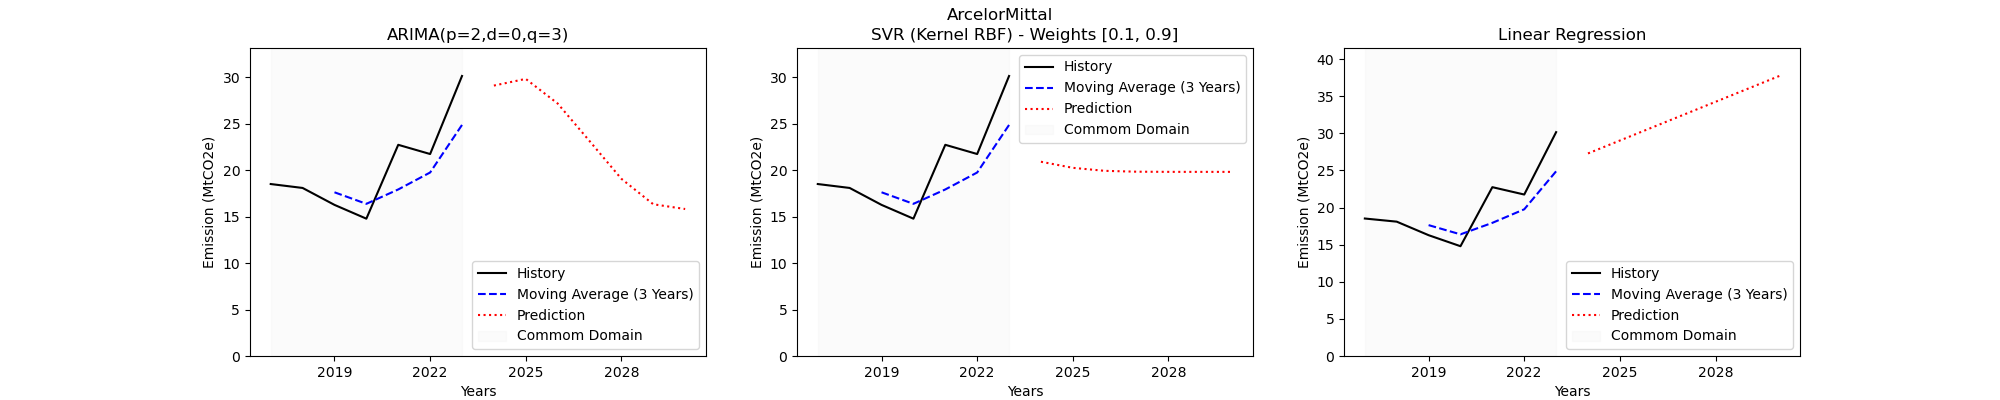 ArcelorMittal
ARIMA(p=2,d=0,q=3)
Emission (MtCO2e)
30
25
20
15
10
5
0
2019
2022
2025
2028
Years
History
Moving Average (3 Years)
Prediction
Commom Domain
SVR (Kernel RBF) - Weights [0.1, 0.9]
Emission (MtCO2e)
30
25
20
15
10
5
0
2019
2022
2025
2028
Years
History
Moving Average (3 Years)
Prediction
Commom Domain
Linear Regression
Emission (MtCO2e)
40
35
30
25
20
15
10
5
0
2019
2022
2025
2028
Years
History
Moving Average (3 Years)
Prediction
Commom Domain